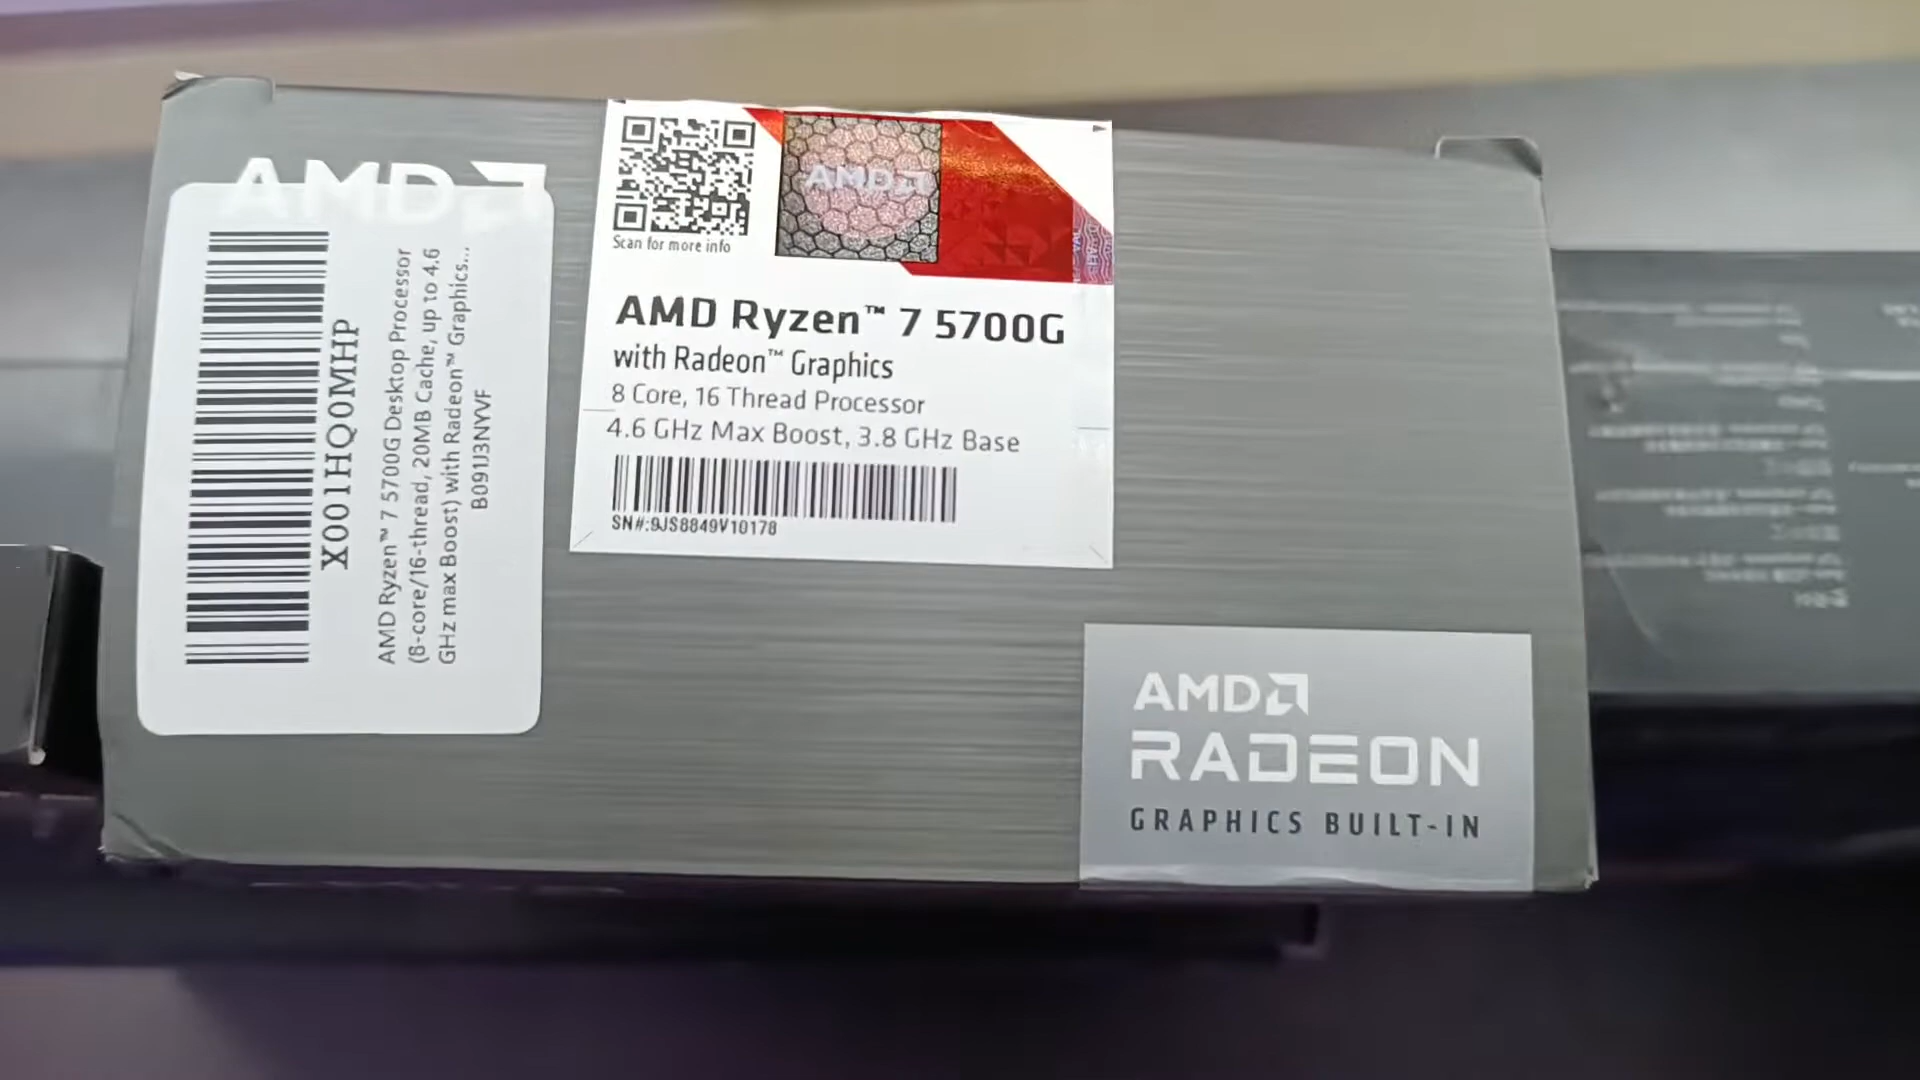 AMD
X001HQ0MHP
AMD Ryzen™ 7 5700G Desktop Processor
(8-core/16-thread, 20MB Cache, up to 4.6
GHz max Boost) with Radeon™ Graphics...
B091J3NYVF
Scan for more info
AMD
AMD Ryzen™ 7 5700G
with Radeon™ Graphics
8 Core, 16 Thread Processor
4.6 GHz Max Boost, 3.8 GHz Base
SN#:9JS8849V10178
AMD
RADEON
GRAPHICS BUILT-IN